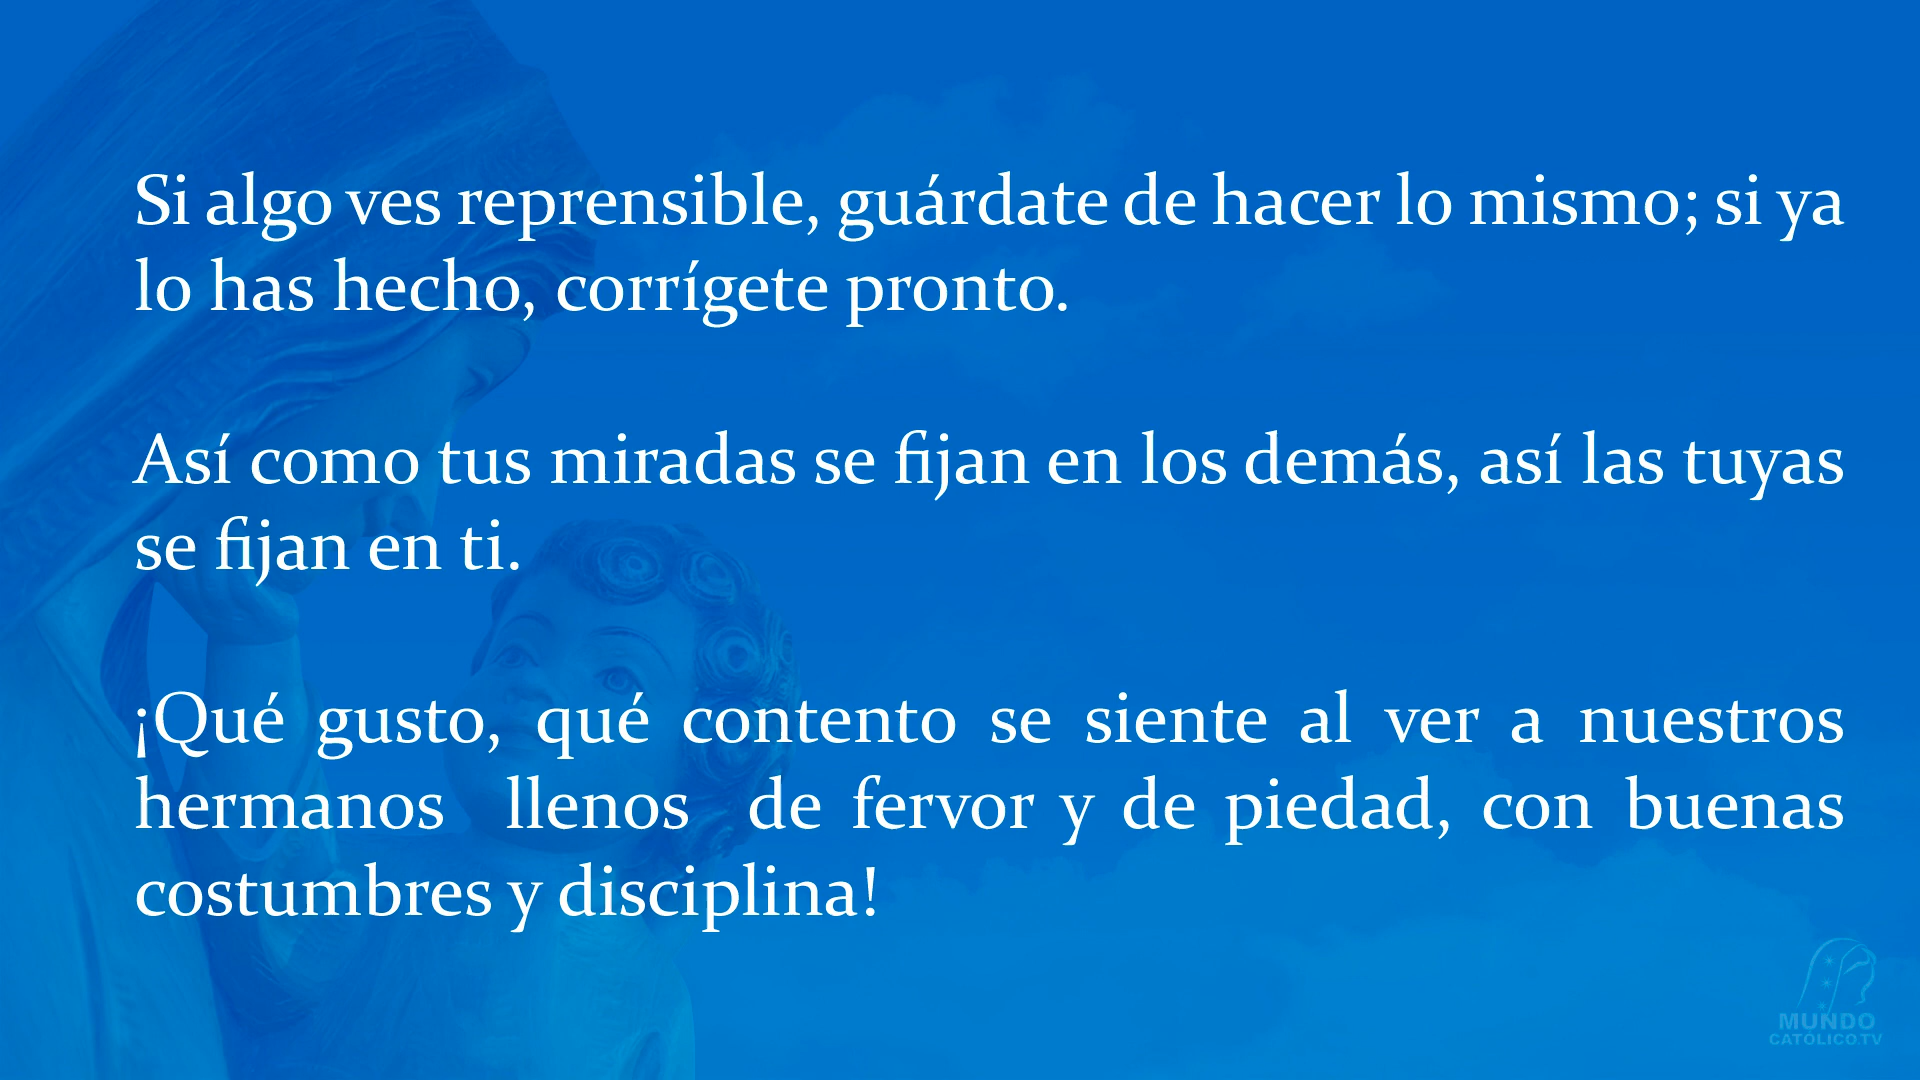 Si algo ves reprensible, guárdate de hacer lo mismo; si ya
lo has hecho, corrígete pronto.
Así como tus miradas se fijan en los demás, así las tuyas
se fijan en ti.
¡Qué gusto, qué contento se siente al ver a nuestros
hermanos llenos de fervor y de piedad, con buenas
costumbres y disciplina!
MUNDO
CATOLICO.TV